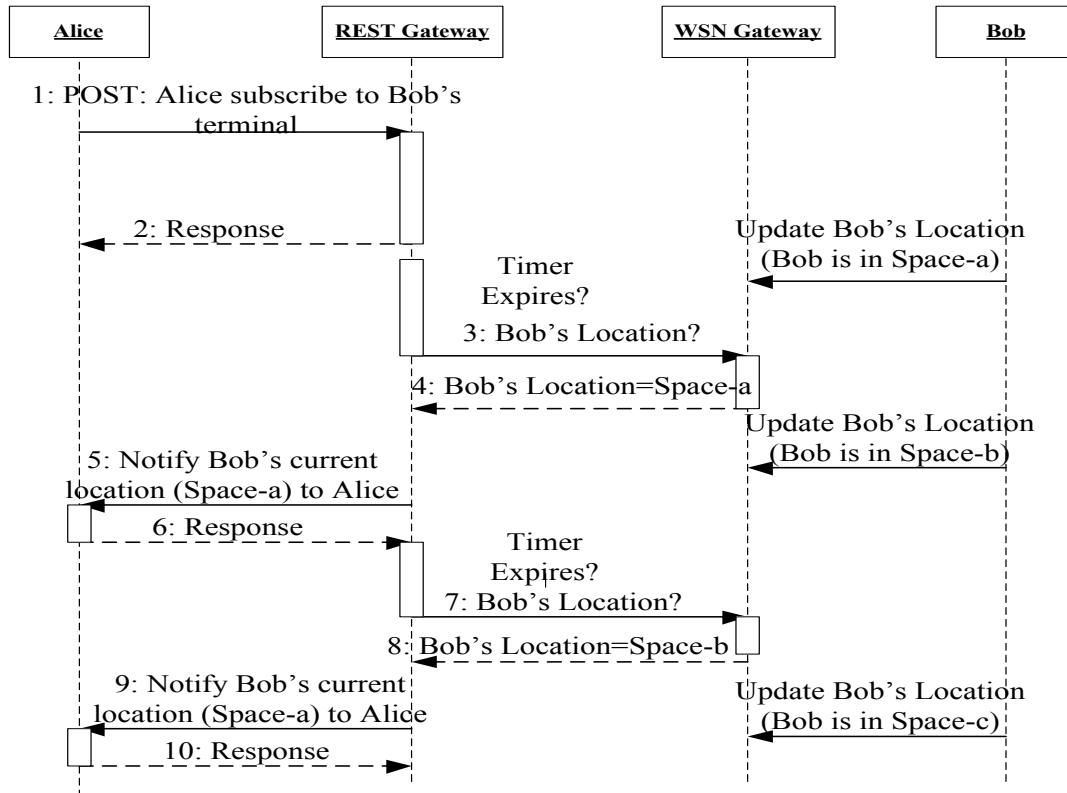 Alice
REST Gateway
WSN Gateway
Bob
1: POST: Alice subscribe to Bob’s
terminal
2: Response
Update Bob’s Location
(Bob is in Space-a)
Timer
Expires?
3: Bob’s Location?
4: Bob’s Location=Space-a
Update Bob’s Location
(Bob is in Space-b)
5: Notify Bob’s current
location (Space-a) to Alice
6: Response
Timer
Expires?
7: Bob’s Location?
8: Bob’s Location=Space-b
9: Notify Bob’s current
location (Space-a) to Alice
Update Bob’s Location
(Bob is in Space-c)
10: Response